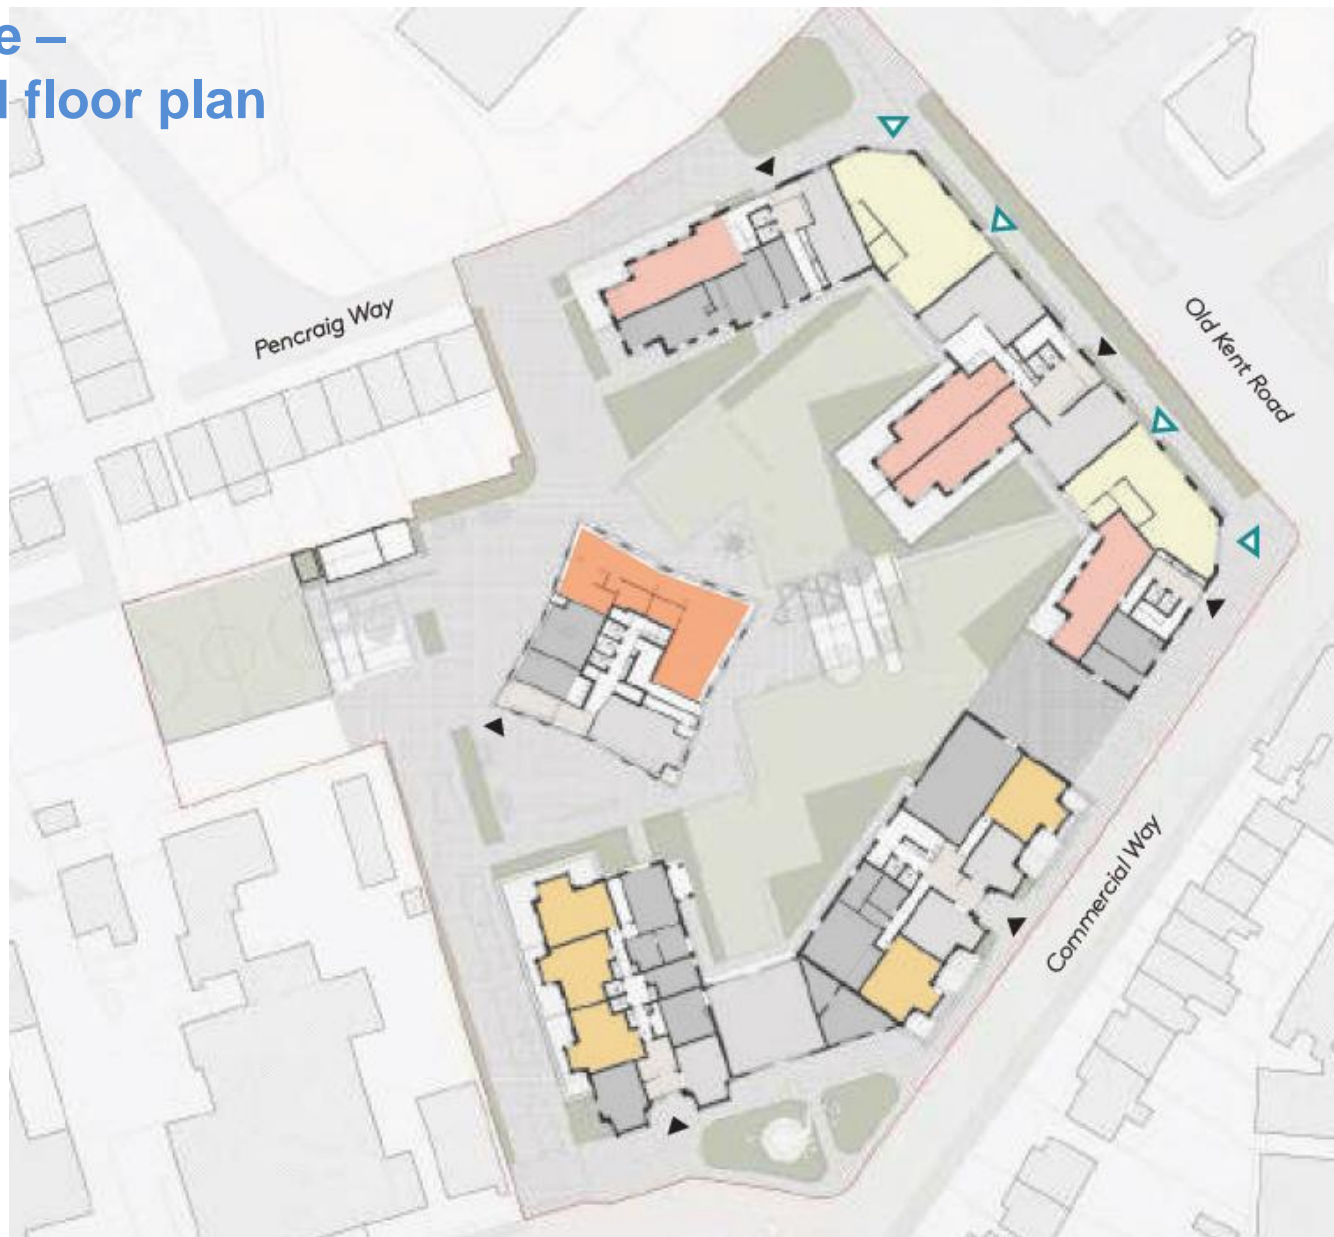 e –
floor plan
Pencraig Way
Old Kent Road
Commercial Way